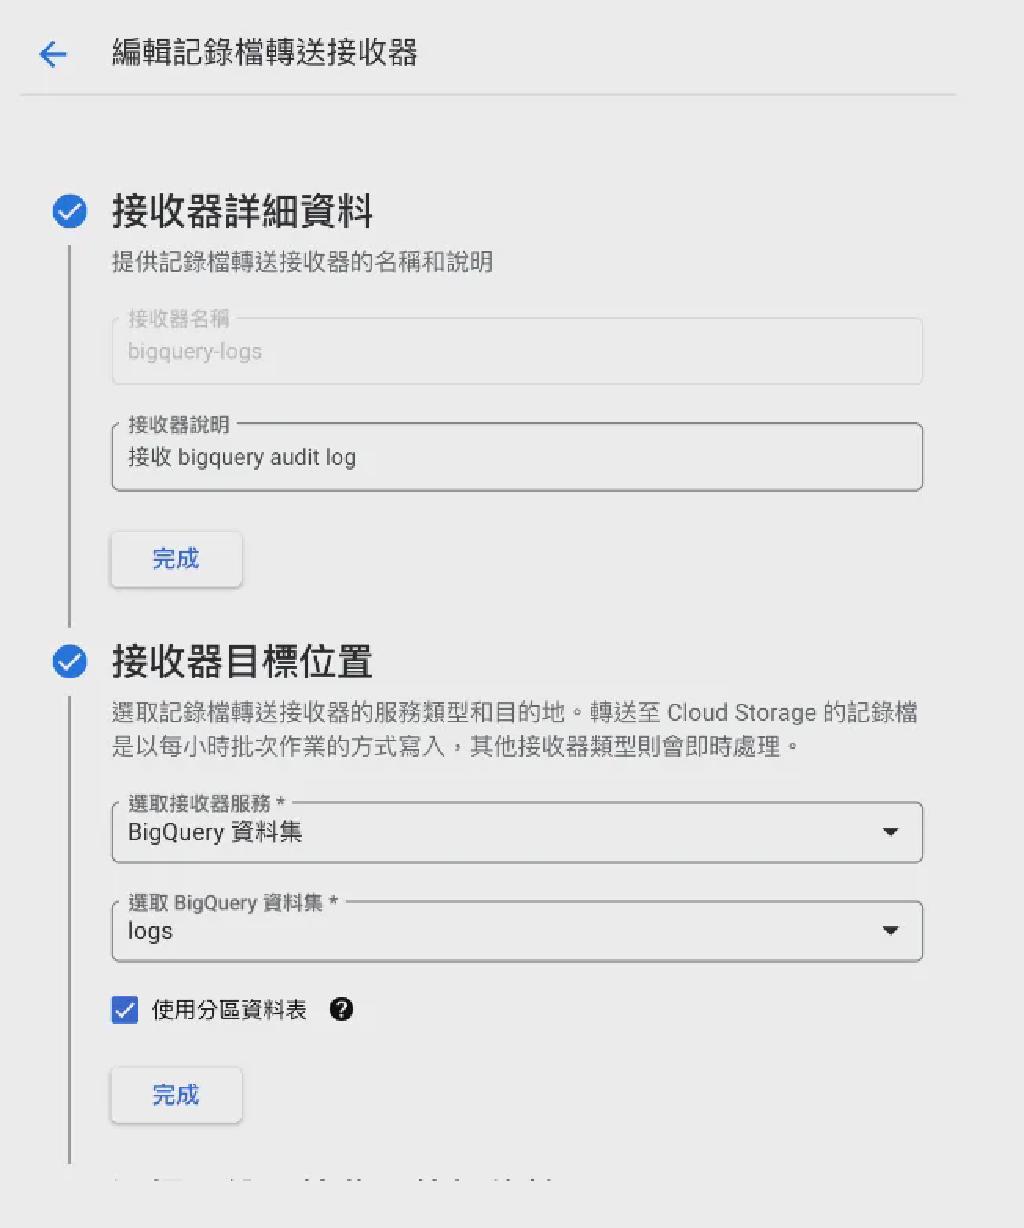 編輯記錄檔轉送接收器
接收器詳細資料
提供記錄檔轉送接收器的名稱和說明
接收器名稱
bigquery-logs
接收器說明
接收 bigquery audit log
完成
接收器目標位置
選取記錄檔轉送接收器的服務類型和目的地。轉送至 Cloud Storage 的記錄檔
是以每小時批次作業的方式寫入，其他接收器類型則會即時處理。
選取接收器服務 *
BigQuery 資料集
選取 BigQuery 資料集 *
logs
使用分區資料表
完成